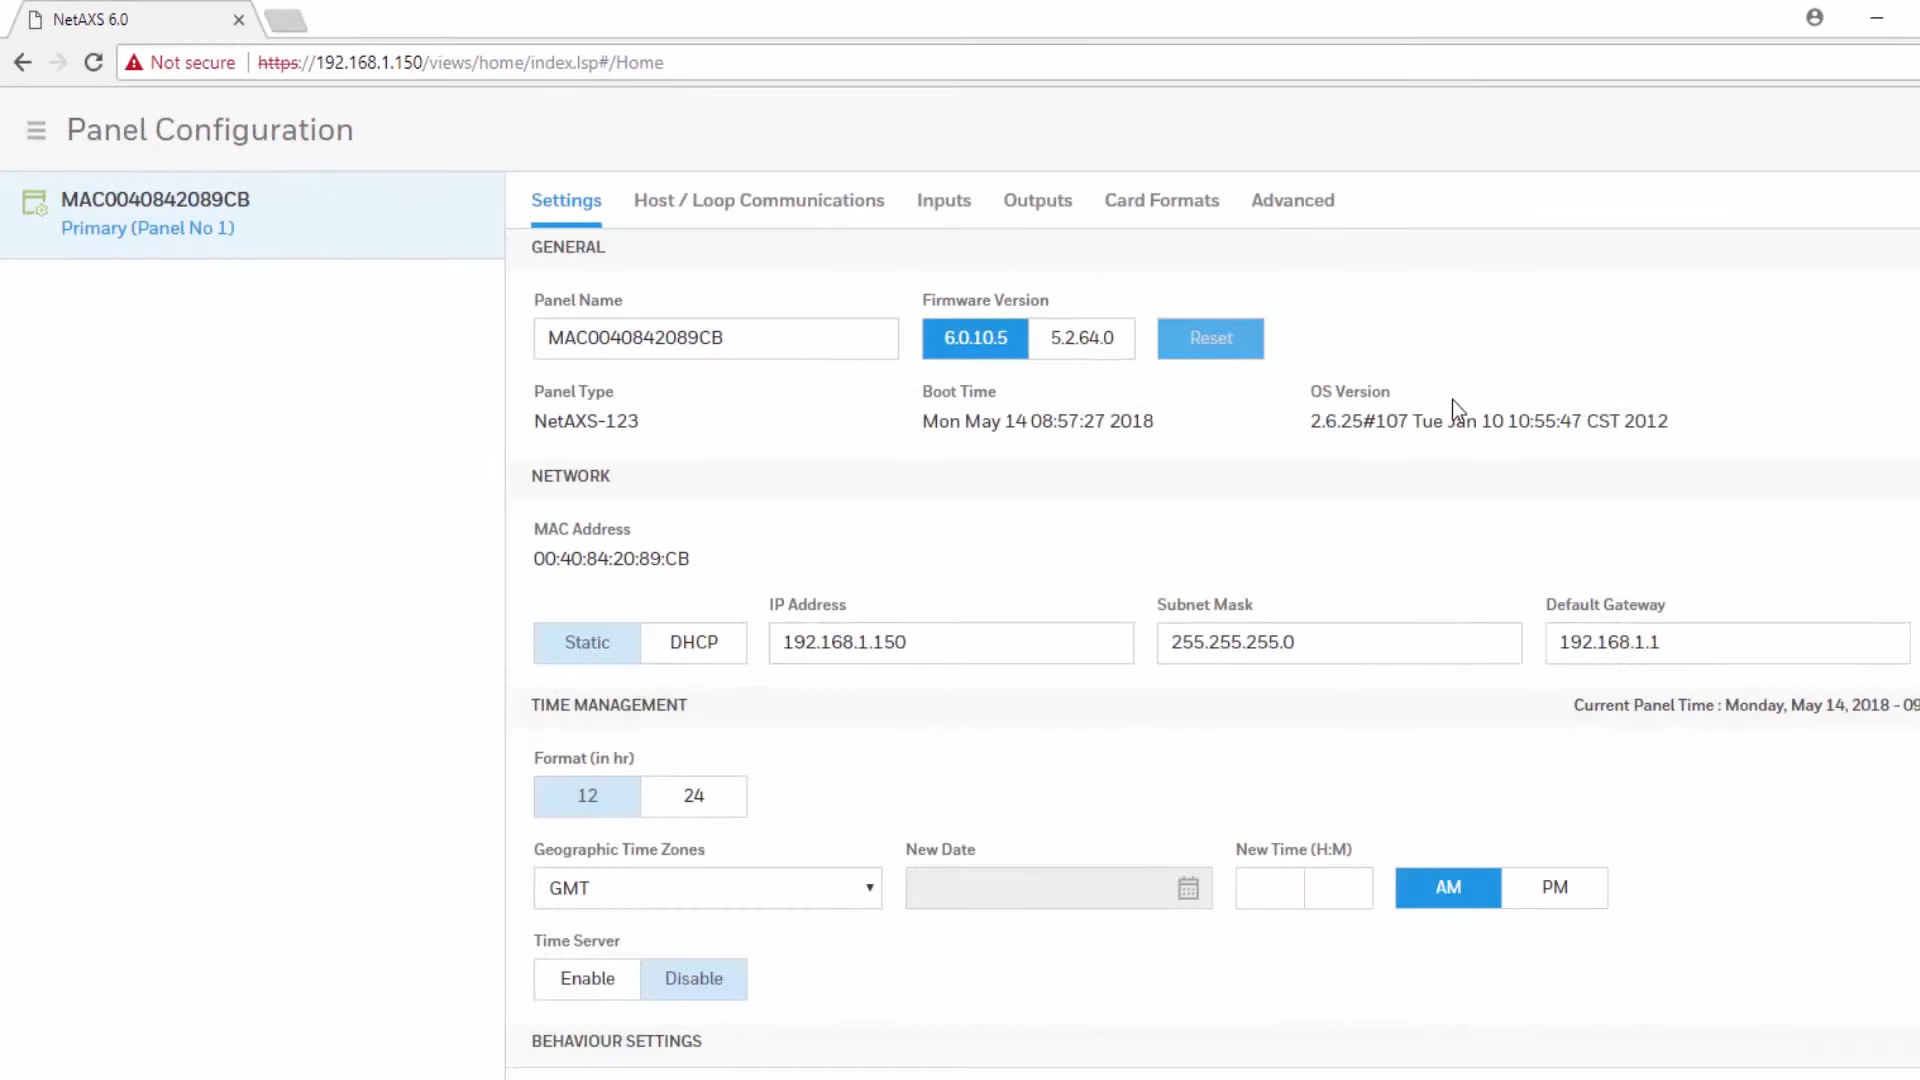 NetAXS 6.0
Not secure https://192.168.1.150/views/home/index.lsp#/Home
Panel Configuration
MAC0040842089CB
Primary (Panel No 1)
Settings Host / Loop Communications Inputs Outputs Card Formats Advanced
GENERAL
Panel Name Firmware Version
MAC0040842089CB 6.0.10.5 5.2.64.0 Reset
Panel Type Boot Time OS Version
NetAXS-123 Mon May 14 08:57:27 2018 2.6.25#107 Tue Jan 10 10:55:47 CST 2012
NETWORK
MAC Address
00:40:84:20:89:CB
IP Address Subnet Mask Default Gateway
Static DHCP 192.168.1.150 255.255.255.0 192.168.1.1
TIME MANAGEMENT Current Panel Time : Monday, May 14, 2018 - 09
Format (in hr)
12 24
Geographic Time Zones New Date New Time (H:M)
GMT AM PM
Time Server
Enable Disable
BEHAVIOUR SETTINGS